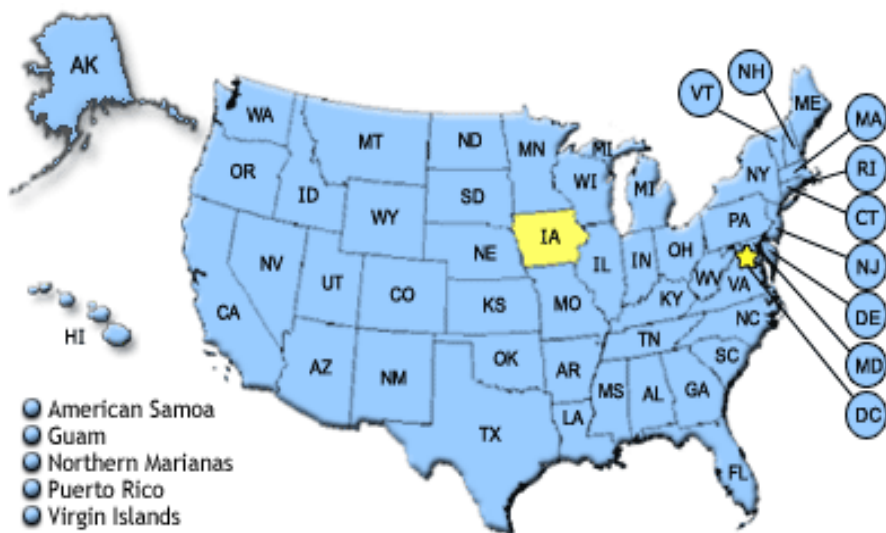 AK
NH
VT
ME
MA
WA
MT
ND
MN
MI
OR
ID
SD
WI
MI
NY
RI
WY
CT
IA
PA
NV
UT
NE
IL
IN
OH
NJ
CA
CO
KS
MO
KY
WV
VA
DE
HI
AZ
NM
OK
AR
TN
NC
MD
SC
MS
AL
GA
DC
TX
LA
FL
American Samoa
Guam
Northern Marianas
Puerto Rico
Virgin Islands